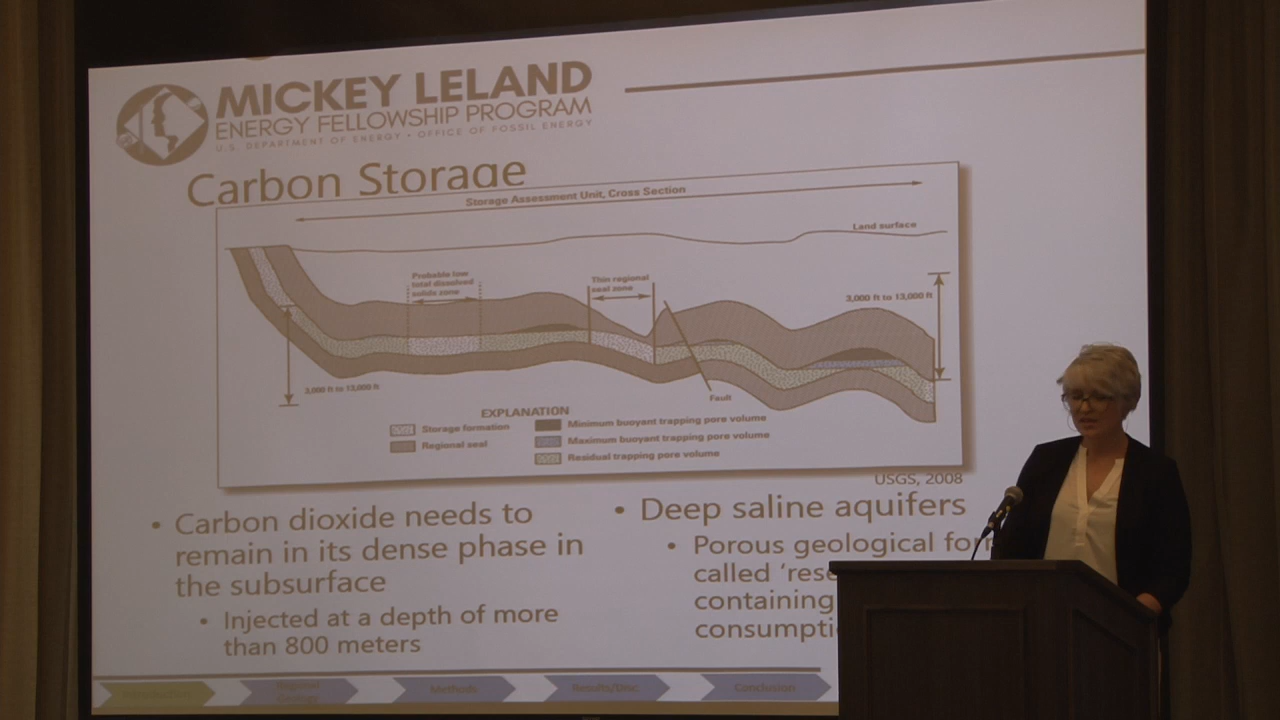 MICKEY LELAND
ENERGY FELLOWSHIP PROGRAM
U.S. DEPARTMENT OF ENERGY • OFFICE OF FOSSIL ENERGY
Carbon Storage
Storage Assessment Unit, Cross Section
Land surface
Probable low
total dissolved
solids zone
Thin regional
seal zone
3,000 ft to 13,000 ft
3,000 ft to 13,000 ft
Fault
EXPLANATION
Storage formation
Regional seal
Minimum buoyant trapping pore volume
Maximum buoyant trapping pore volume
Residual trapping pore volume
USGS, 2008
• Carbon dioxide needs to
remain in its dense phase in
the subsurface
• Injected at a depth of more
than 800 meters
• Deep saline aquifers
• Porous geological for
called ‘rese
containing
consumpti
Regional
Geology
Methods
Results/Disc
Conclusion